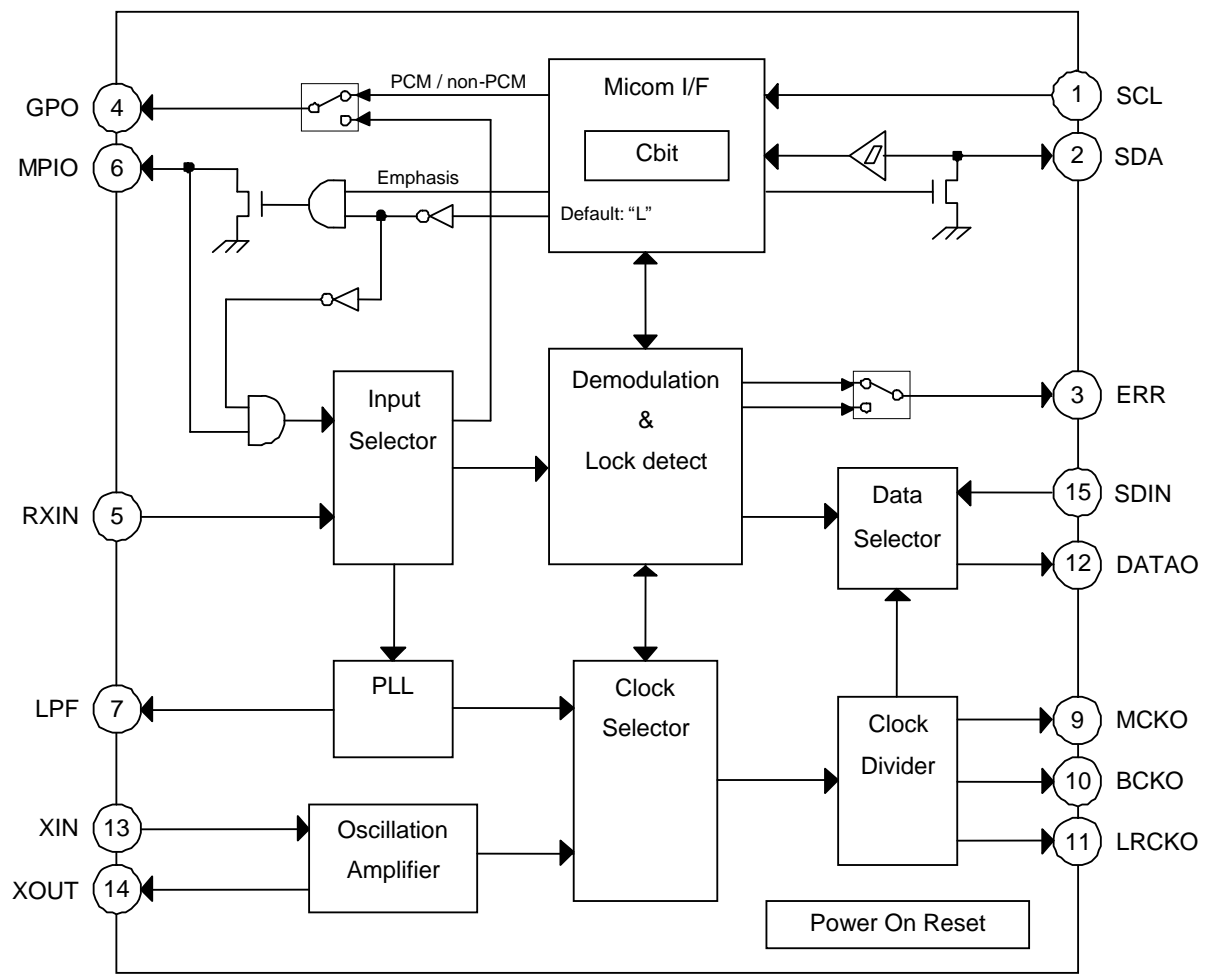 PCM / non-PCM
Micom I/F
GPO 4
1 SCL
Cbit
MPIO 6
2 SDA
Emphasis
Default: “L”
Input
Selector
Demodulation
&
Lock detect
3 ERR
Data
Selector
15 SDIN
RXIN 5
12 DATAO
PLL
Clock
Selector
LPF 7
Clock
Divider
9 MCKO
10 BCKO
XIN 13
Oscillation
Amplifier
11 LRCKO
XOUT 14
Power On Reset